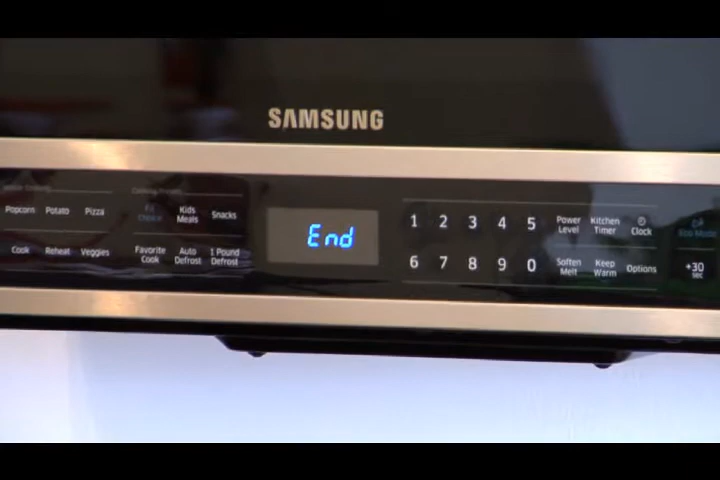 SAMSUNG
Popcorn Potato Pizza Kids Meals Snacks
Cook Reheat Veggies Favorite Cook Auto Defrost 1 Pound Defrost
End
1 2 3 4 5 Power Level Kitchen Timer Clock
6 7 8 9 0 Soften Melt Keep Warm Options +30 sec
Eco Mode